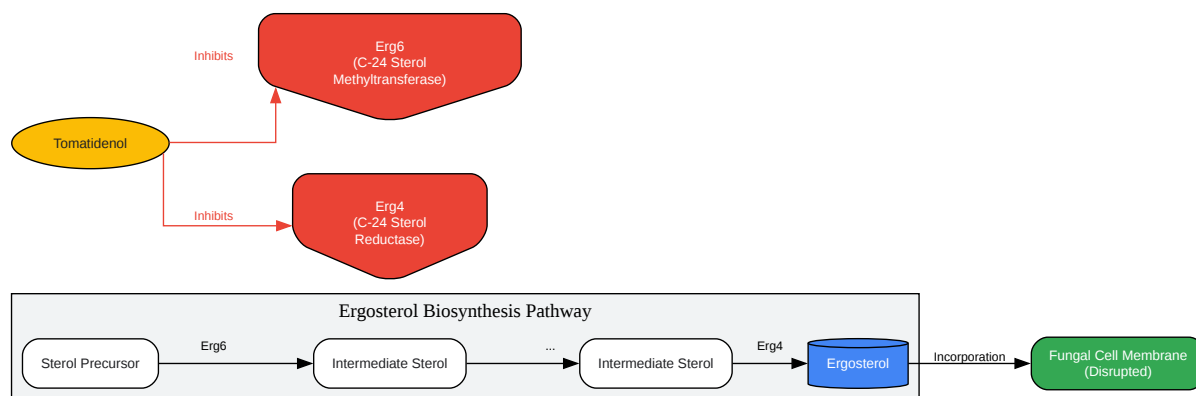 Inhibits
Erg6
(C-24 Sterol
Methyltransferase)
Tomatidenol
Inhibits
Erg4
(C-24 Sterol
Reductase)
Ergosterol Biosynthesis Pathway
Sterol Precursor
Erg6
Intermediate Sterol
...
Intermediate Sterol
Erg4
Ergosterol
Incorporation
Fungal Cell Membrane
(Disrupted)